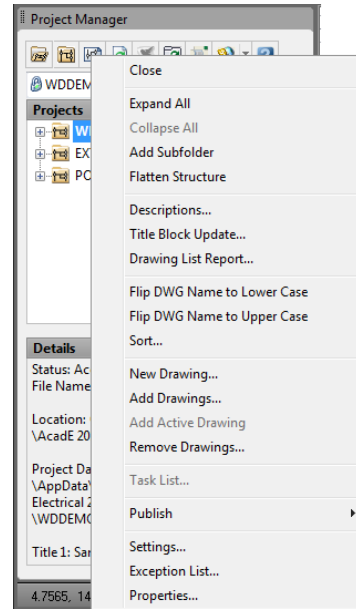 Project Manager
WDDEM
Projects
EX
PO
Details
Status: Ac
File Name
Location:
\AcadE 20
Project Da
\AppData\
Electrical 2
\WDDEMO
Title 1: Sar
4.7565, 14
Close
Expand All
Collapse All
Add Subfolder
Flatten Structure
Descriptions...
Title Block Update...
Drawing List Report...
Flip DWG Name to Lower Case
Flip DWG Name to Upper Case
Sort...
New Drawing...
Add Drawings...
Add Active Drawing
Remove Drawings...
Task List...
Publish
Settings...
Exception List...
Properties...